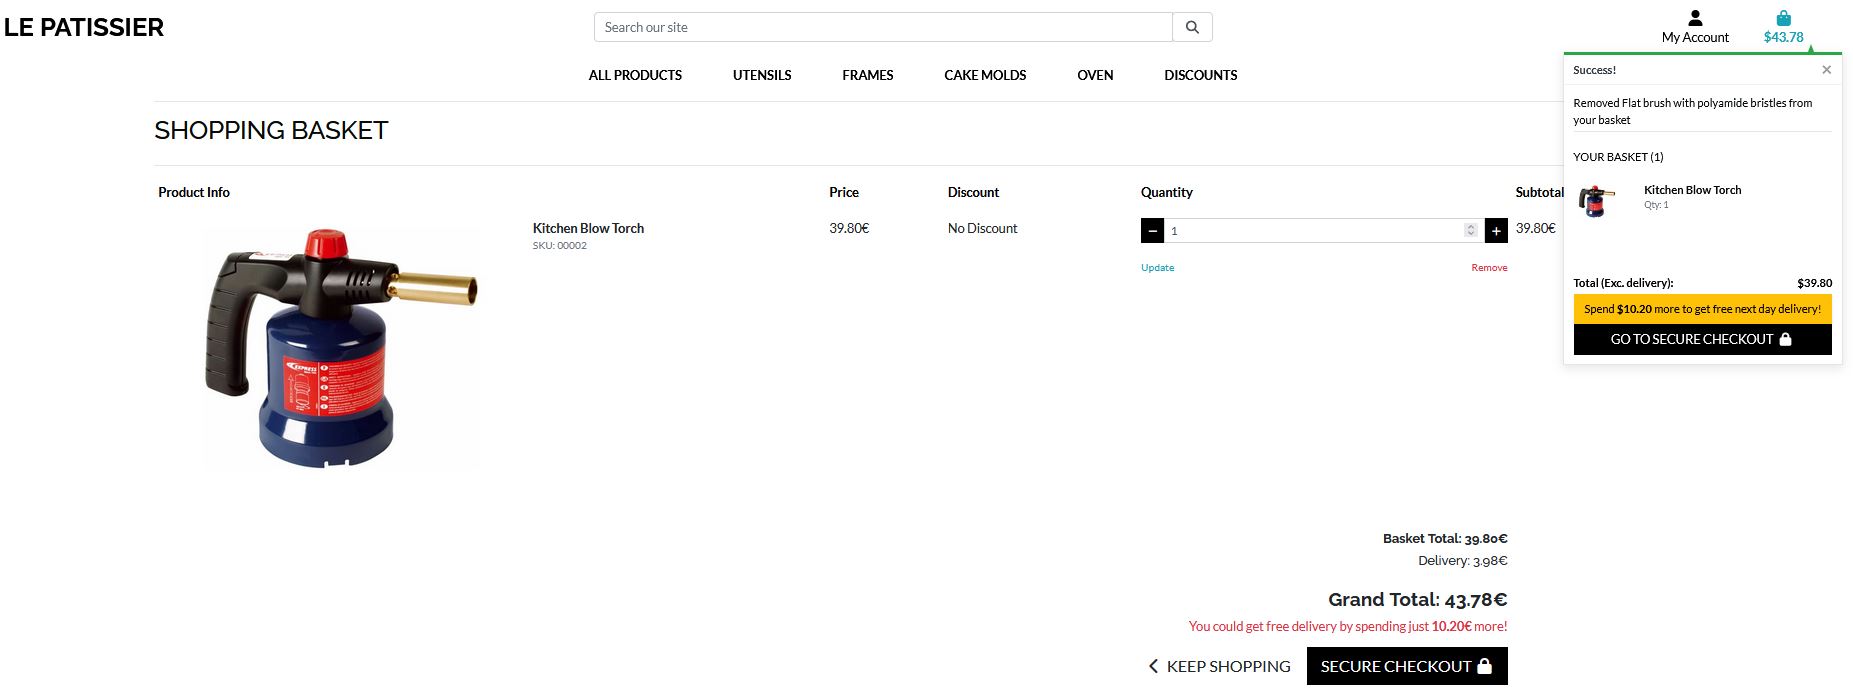 LE PATISSIER
Search our site
My Account
$43.78
ALL PRODUCTS UTENSILS FRAMES CAKE MOLDS OVEN DISCOUNTS
Success!
×
Removed Flat brush with polyamide bristles from
your basket
YOUR BASKET (1)
Kitchen Blow Torch
Qty: 1
Total (Exc. delivery): $39.80
Spend $10.20 more to get free next day delivery!
GO TO SECURE CHECKOUT
SHOPPING BASKET
Product Info Price Discount Quantity Subtotal
Kitchen Blow Torch 39.80€ No Discount − 1 + 39.80€
SKU: 00002
Update Remove
EXPRESS
Basket Total: 39.80€
Delivery: 3.98€
Grand Total: 43.78€
You could get free delivery by spending just 10.20€ more!
KEEP SHOPPING SECURE CHECKOUT